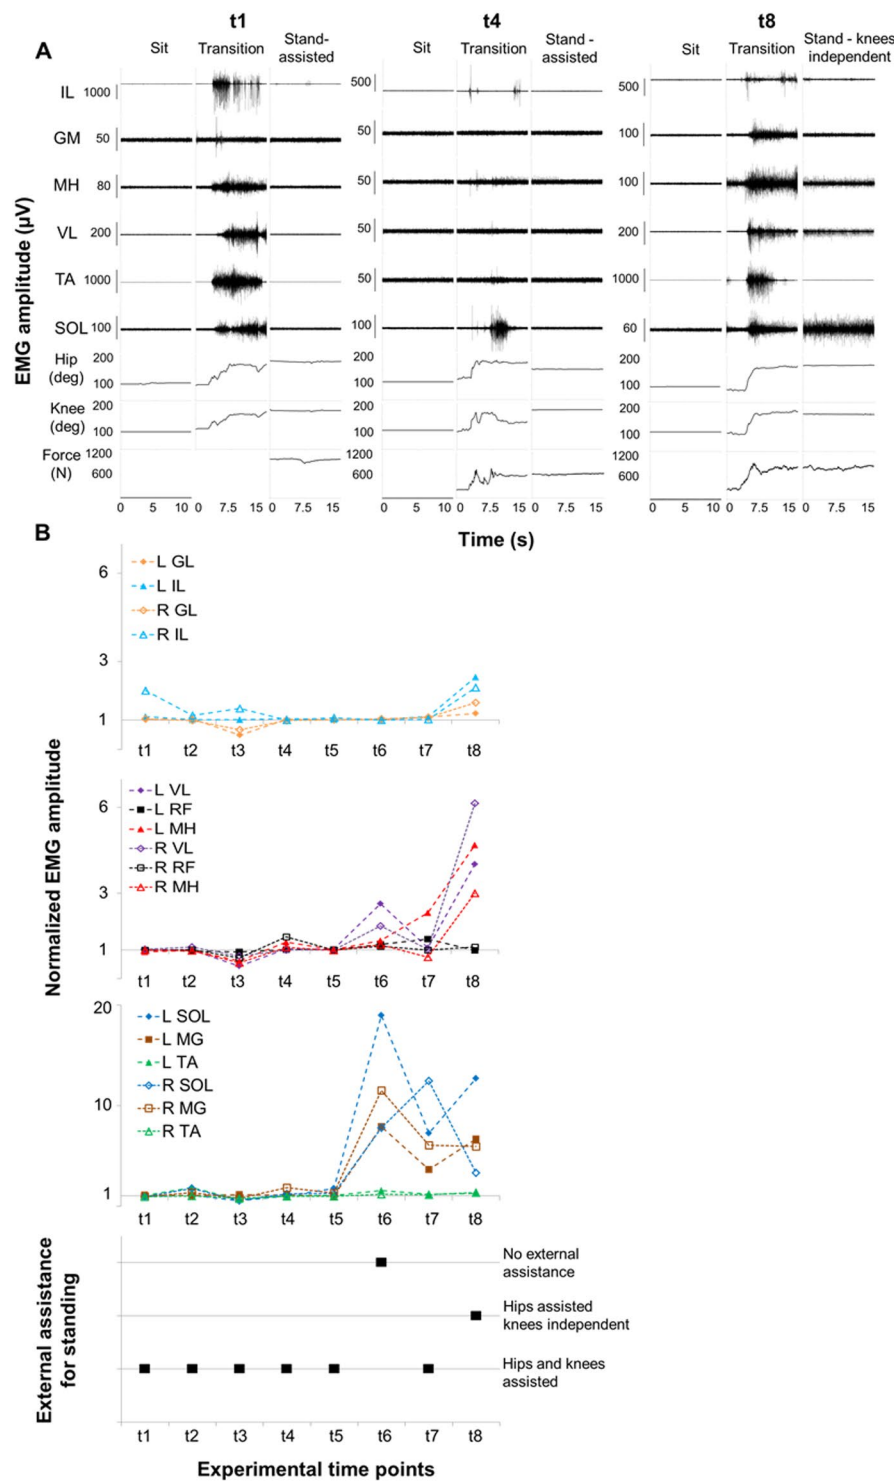 t1 t4 t8
A
Sit Transition Stand-assisted Sit Transition Stand - assisted Sit Transition Stand - knees independent
EMG amplitude (µV)
IL 1000 500 500
GM 50 50 100
MH 80 50 100
VL 200 50 200
TA 1000 50 1000
SOL 100 100 60
Hip (deg) 200 100 200 100 200 100
Knee (deg) 200 100 200 100 200 100
Force (N) 1200 600 1200 600 1200 600
0 5 10 0 7.5 15 0 7.5 15 0 5 10 0 7.5 15 0 7.5 15 0 5 10 0 7.5 15 0 7.5 15
Time (s)
B
Normalized EMG amplitude
6
3
1
L GL
L IL
R GL
R IL
t1 t2 t3 t4 t5 t6 t7 t8
6
3
1
L VL
L RF
L MH
R VL
R RF
R MH
t1 t2 t3 t4 t5 t6 t7 t8
20
10
1
L SOL
L MG
L TA
R SOL
R MG
R TA
t1 t2 t3 t4 t5 t6 t7 t8
External assistance
for standing
No external
assistance
Hips assisted
knees independent
Hips and knees
assisted
t1 t2 t3 t4 t5 t6 t7 t8
Experimental time points